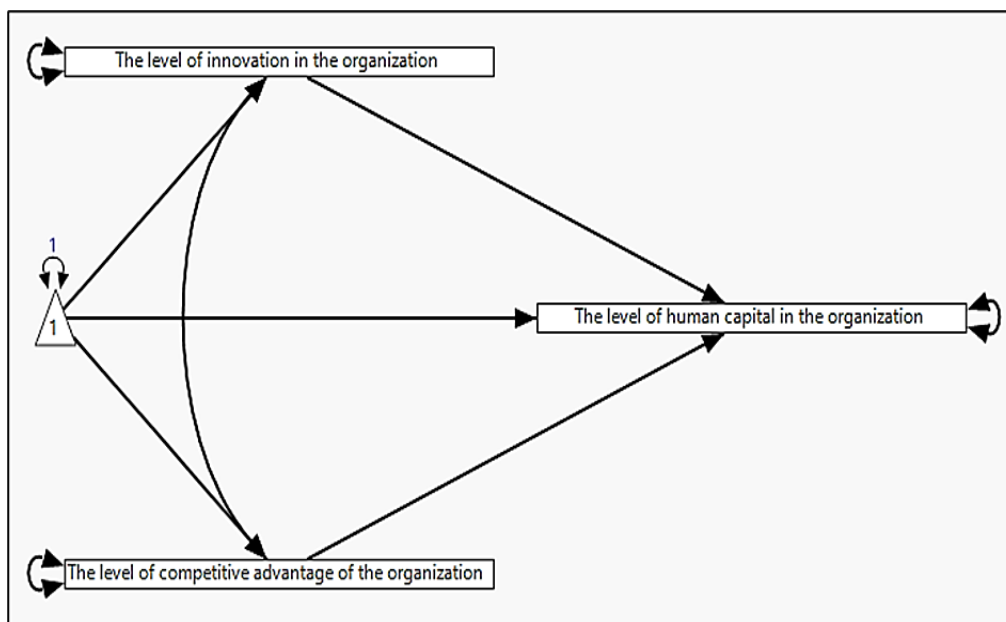 The level of innovation in the organization
1
1
The level of human capital in the organization
The level of competitive advantage of the organization